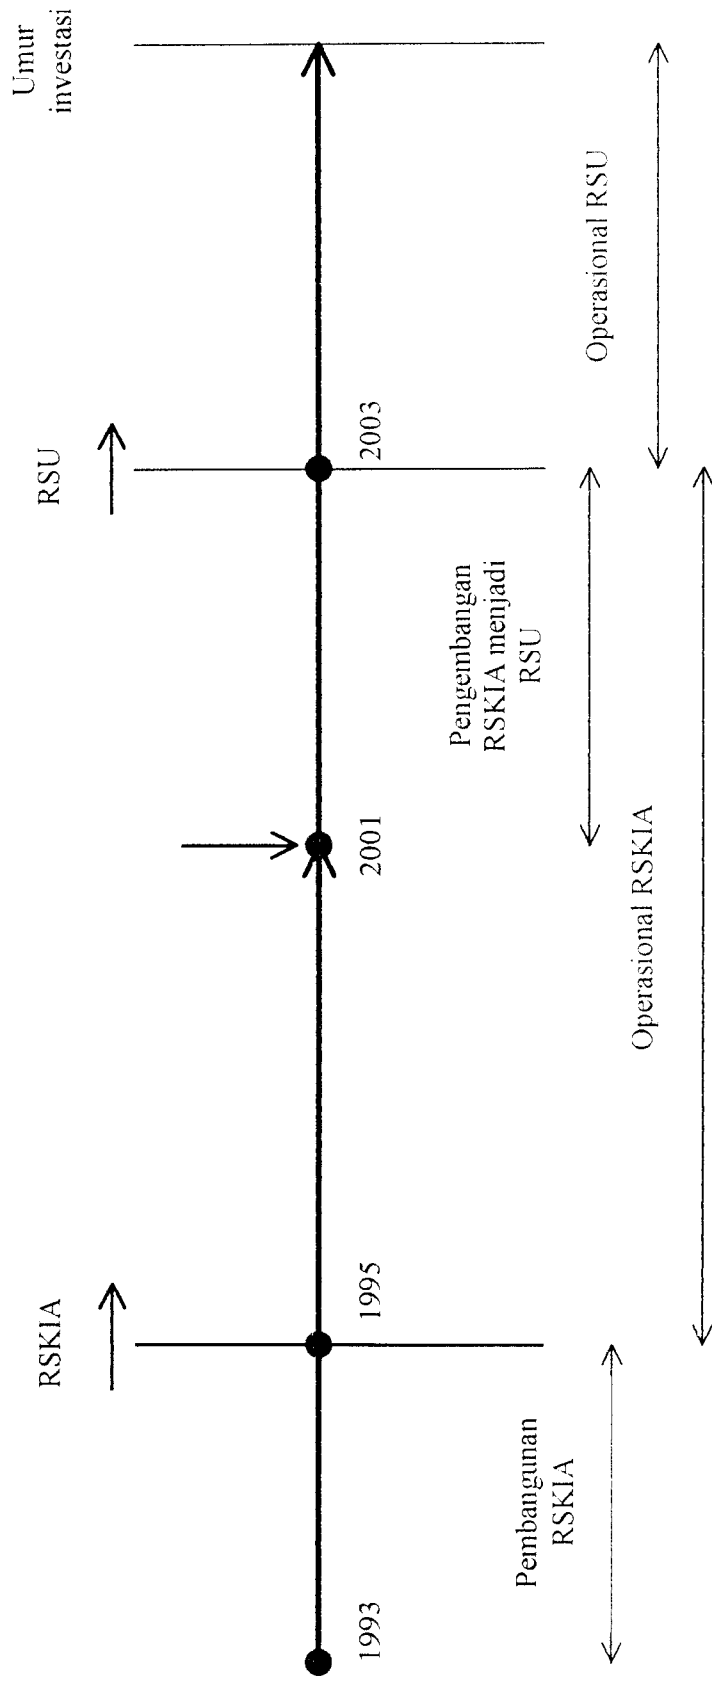 RSKIA
RSU
Umur
investasi
1993
1995
2001
2003
Pembangunan
RSKIA
Pengembangan
RSKIA menjadi
RSU
Operasional RSU
Operasional RSKIA